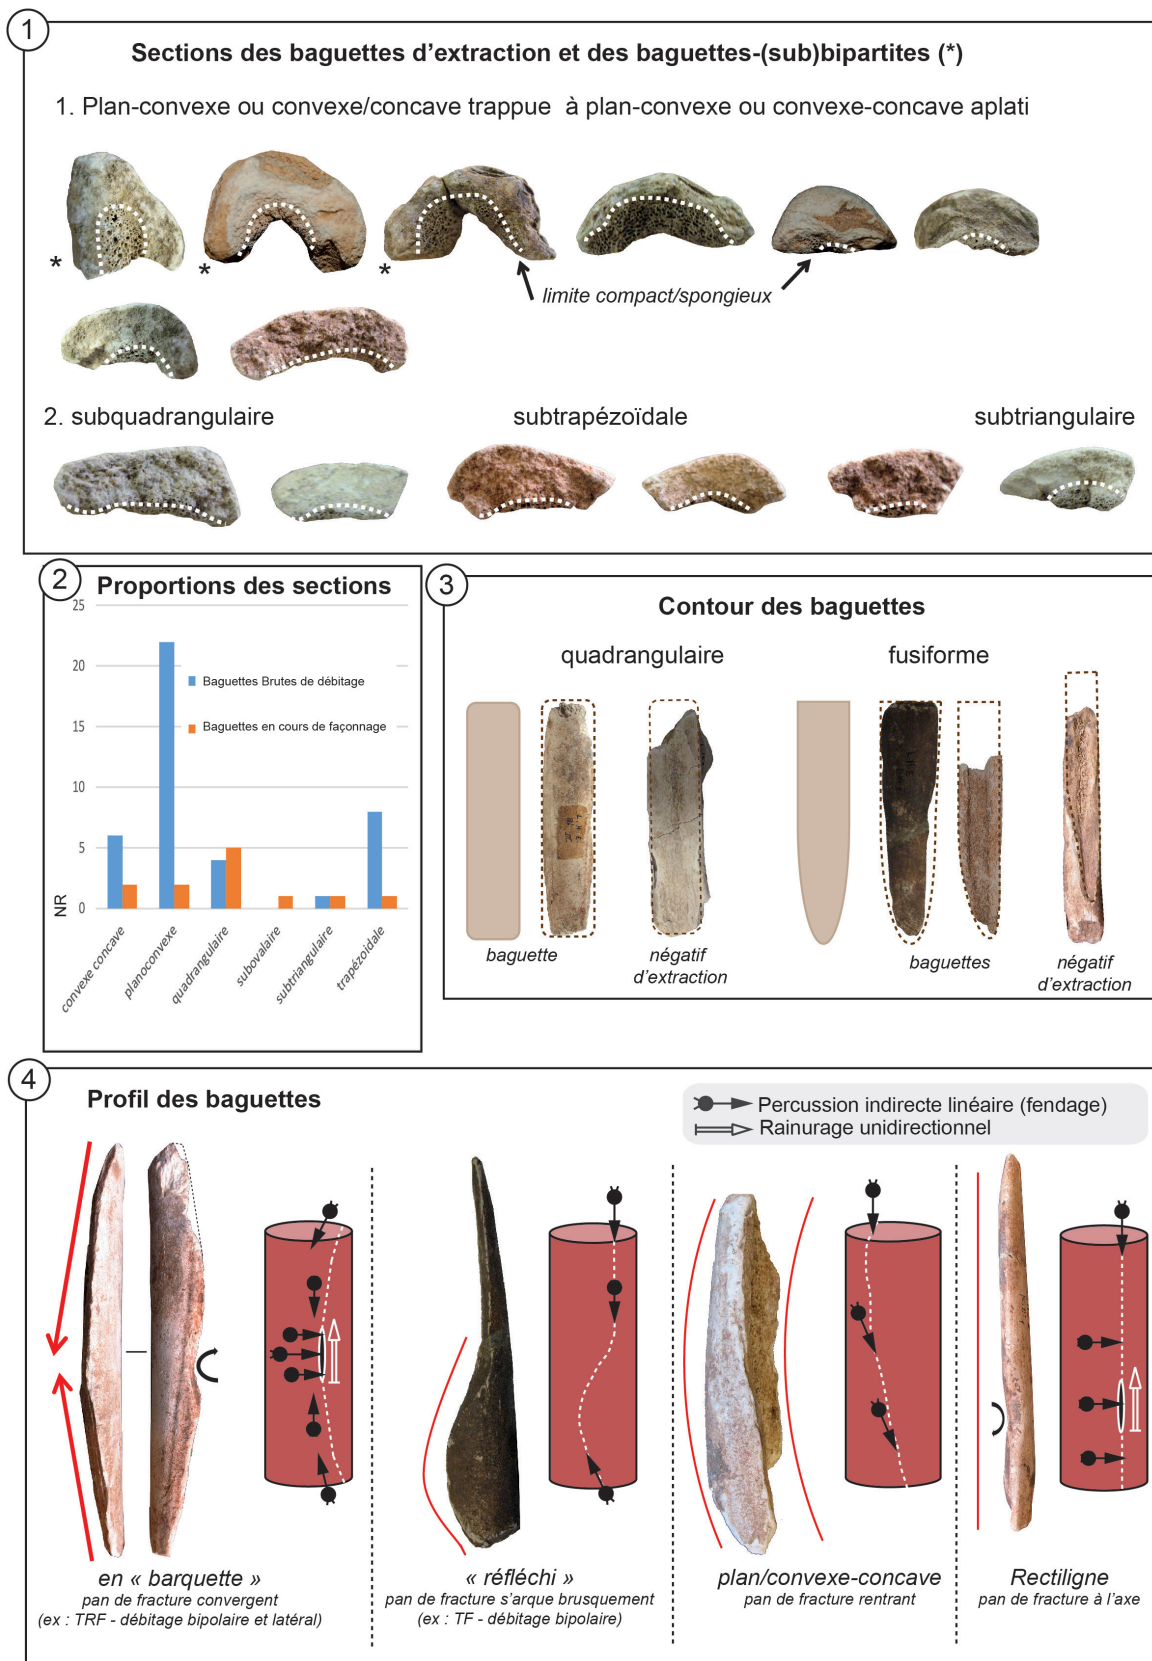 1
Sections des baguettes d'extraction et des baguettes-(sub)bipartites (*)
1. Plan-convexe ou convexe/concave trappue à plan-convexe ou convexe-concave aplati
*
*
*
limite compact/spongieux
2. subquadrangulaire
subtrapézoïdale
subtriangulaire
2
Proportions des sections
25
20
15
10
5
0
NR
Baguettes Brutes de débitage
Baguettes en cours de façonnage
convexe concave
planoconvexe
quadrangulaire
subovalaire
subtriangulaire
trapézoidale
3
Contour des baguettes
quadrangulaire
fusiforme
baguette
négatif
d'extraction
baguettes
négatif
d'extraction
4
Profil des baguettes
Percussion indirecte linéaire (fendage)
Rainurage unidirectionnel
en « barquette »
pan de fracture convergent
(ex : TRF - débitage bipolaire et latéral)
« réfléchi »
pan de fracture s'arque brusquement
(ex : TF - débitage bipolaire)
plan/convexe-concave
pan de fracture rentrant
Rectiligne
pan de fracture à l'axe